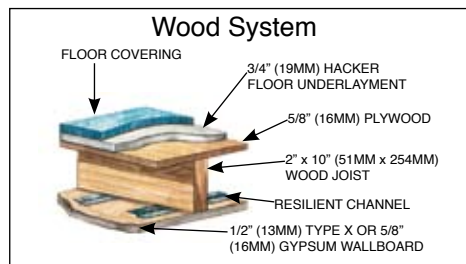 Wood System
FLOOR COVERING
3/4” (19MM) HACKER
FLOOR UNDERLAYMENT
5/8” (16MM) PLYWOOD
2” x 10” (51MM x 254MM)
WOOD JOIST
RESILIENT CHANNEL
1/2” (13MM) TYPE X OR 5/8”
(16MM) GYPSUM WALLBOARD